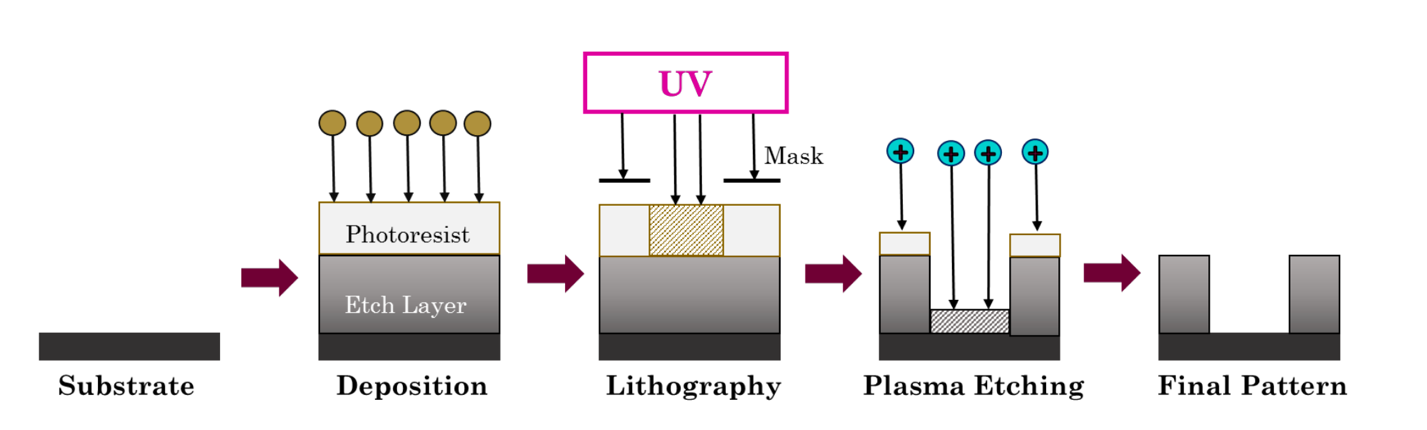 UV
Mask
Photoresist
Etch Layer
+ + + +
Substrate
Deposition
Lithography
Plasma Etching
Final Pattern